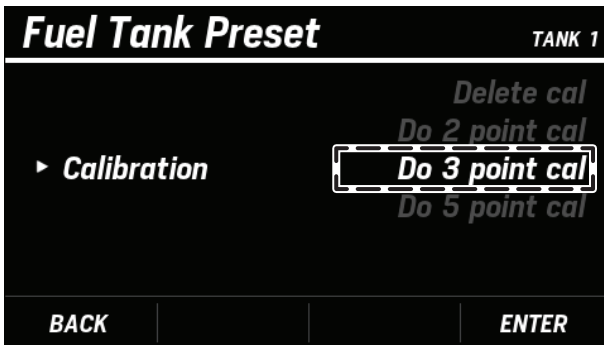 Fuel Tank Preset TANK 1
Delete cal
Do 2 point cal
▸ Calibration Do 3 point cal
Do 5 point cal
BACK ENTER